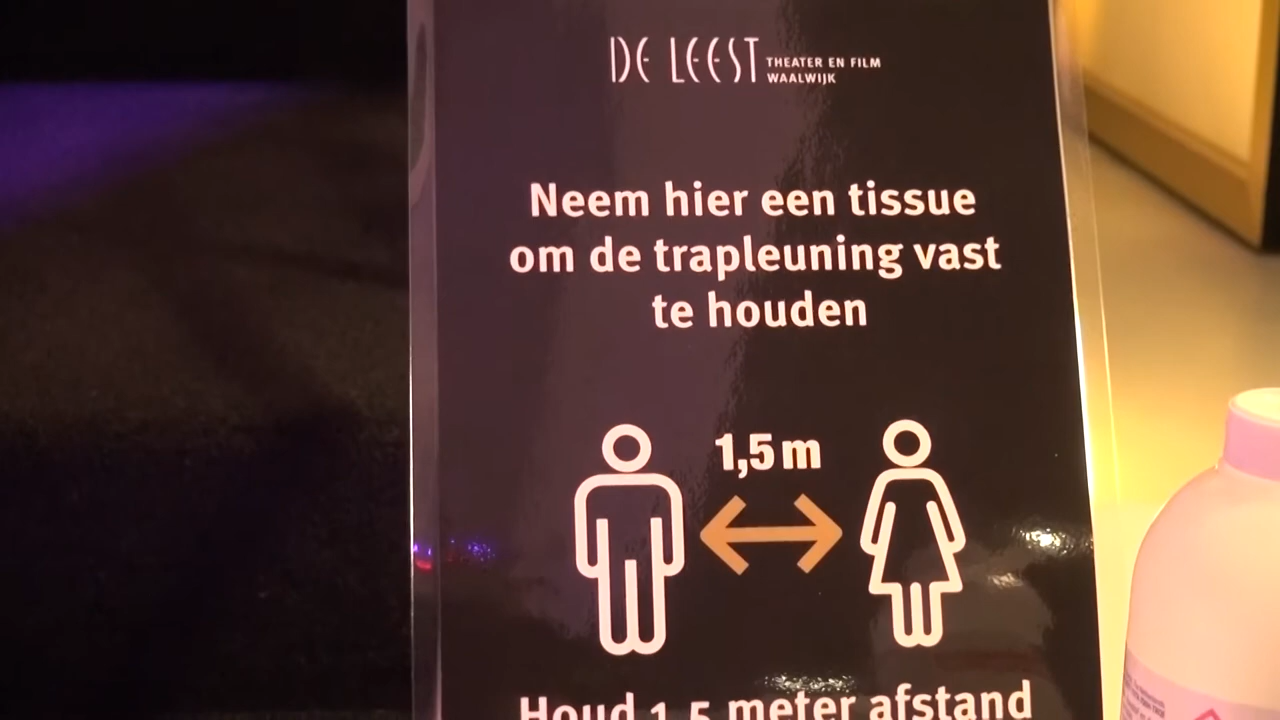 DE LEEST THEATER EN FILM
WAALWIJK
Neem hier een tissue
om de trapleuning vast
te houden
1,5 m
Houd 1,5 meter afstand